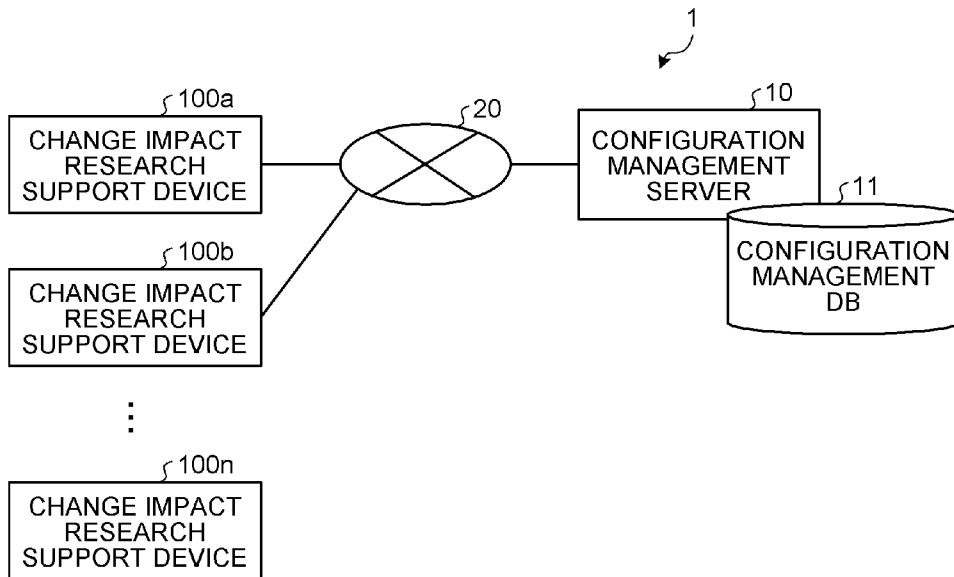 1
100a
CHANGE IMPACT
RESEARCH
SUPPORT DEVICE
20
10
CONFIGURATION
MANAGEMENT
SERVER
11
CONFIGURATION
MANAGEMENT
DB
100b
CHANGE IMPACT
RESEARCH
SUPPORT DEVICE
100n
CHANGE IMPACT
RESEARCH
SUPPORT DEVICE